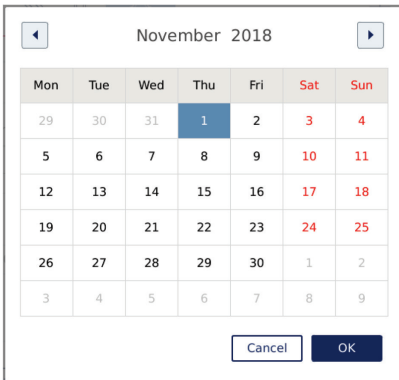 November 2018
Mon Tue Wed Thu Fri Sat Sun
29 30 31 1 2 3 4
5 6 7 8 9 10 11
12 13 14 15 16 17 18
19 20 21 22 23 24 25
26 27 28 29 30 1 2
3 4 5 6 7 8 9
Cancel OK